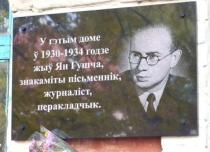 У гэтым доме
ў 1930-1934 годзе
жыў Ян Гушча,
знакаміты пісьменнік,
журналіст,
перакладчык.